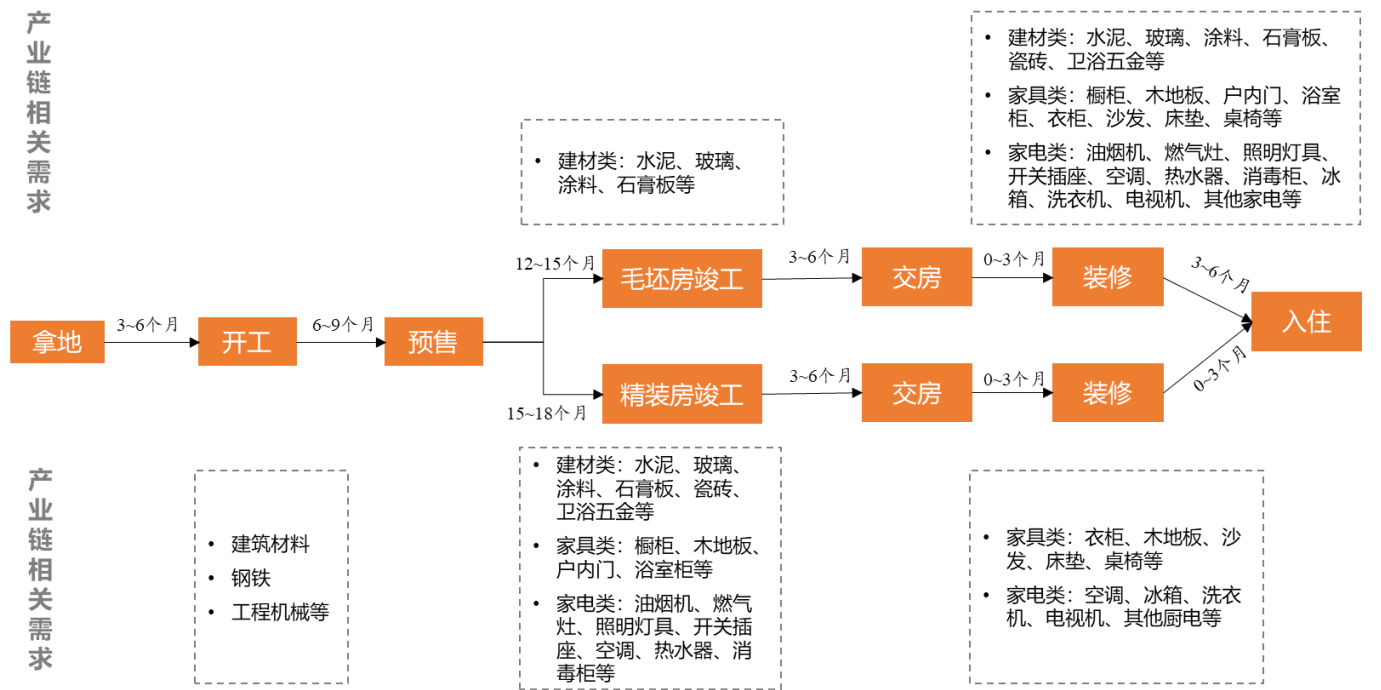 产业链相关需求
• 建材类：水泥、玻璃、涂料、石膏板、
瓷砖、卫浴五金等
• 家具类：橱柜、木地板、户内门、浴室
柜、衣柜、沙发、床垫、桌椅等
• 家电类：油烟机、燃气灶、照明灯具、
开关插座、空调、热水器、消毒柜、冰
箱、洗衣机、电视机、其他家电等
• 建材类：水泥、玻璃、
涂料、石膏板等
12~15个月
毛坯房竣工
3~6个月
交房
0~3个月
装修
3~6个月
拿地
3~6个月
开工
6~9个月
预售
入住
15~18个月
精装房竣工
3~6个月
交房
0~3个月
装修
0~3个月
产业链相关需求
• 建筑材料
• 钢铁
• 工程机械等
• 建材类：水泥、玻璃、
涂料、石膏板、瓷砖、
卫浴五金等
• 家具类：橱柜、木地板、
户内门、浴室柜等
• 家电类：油烟机、燃气
灶、照明灯具、开关插
座、空调、热水器、消
毒柜等
• 家具类：衣柜、木地板、沙
发、床垫、桌椅等
• 家电类：空调、冰箱、洗衣
机、电视机、其他厨电等